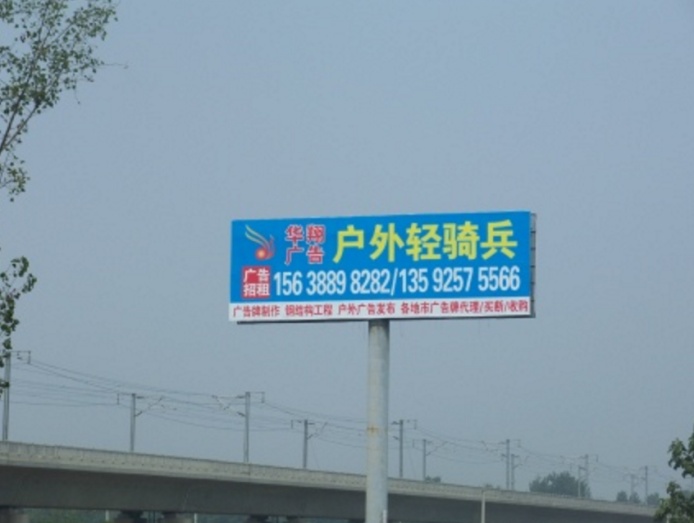 华翔广告
户外轻骑兵
广告招租
156 3889 8282/135 9257 5566
广告牌制作 钢结构工程 户外广告发布 各地市广告牌代理/买断/收购